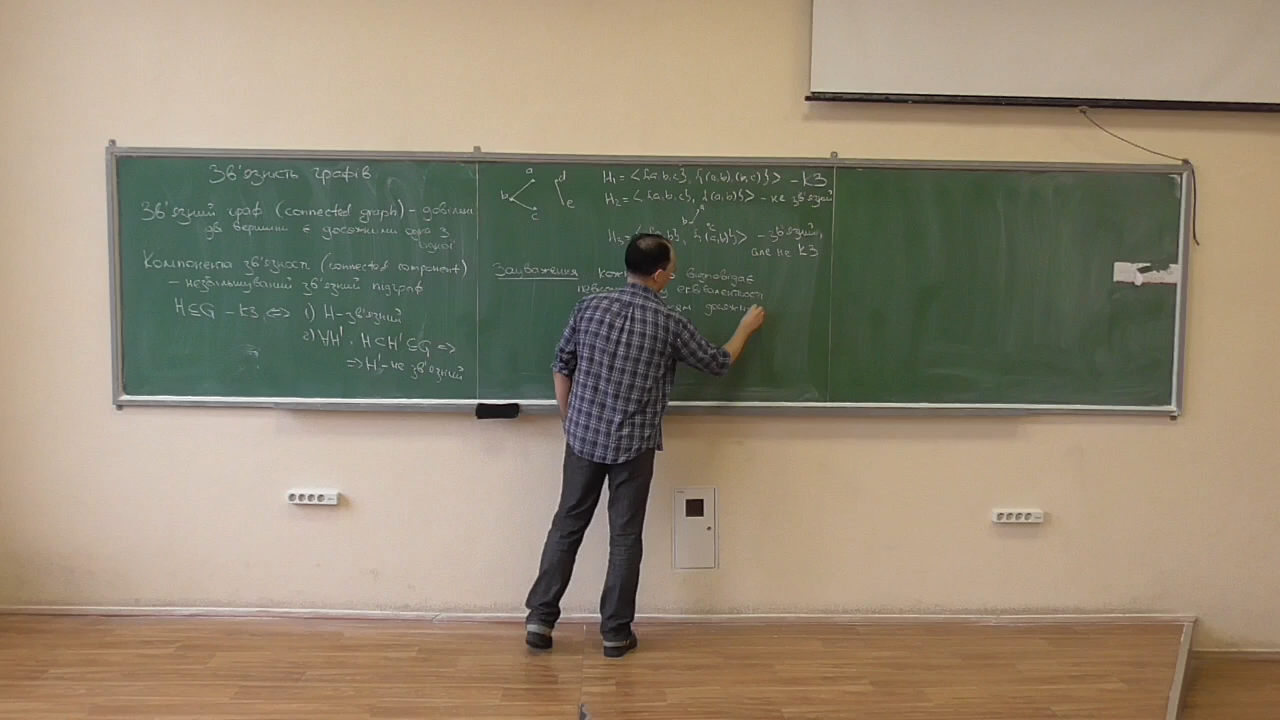 Зв'язність графів
Зв'язний граф (connected graph) – довільні
дві вершини є досяжними одна з
одної
Компонента зв'язності (connected component)
– незбільшуваний зв'язний підграф
H ⊆ G – КЗ ⇔ 1) H – зв'язний
2) ∀H' : H ⊂ H' ⊆ G ⇒
⇒ H' – не зв'язний
a
b
c
d
e
H₁ = ⟨{a,b,c}, {(a,b),(b,c)}⟩ – КЗ
H₂ = ⟨{a,b,c}, {(a,b)}⟩ – не зв'язний
a
b
c
(a,b)}⟩ – зв'язний,
але не КЗ
Зауваження відповідає
еквівалентності